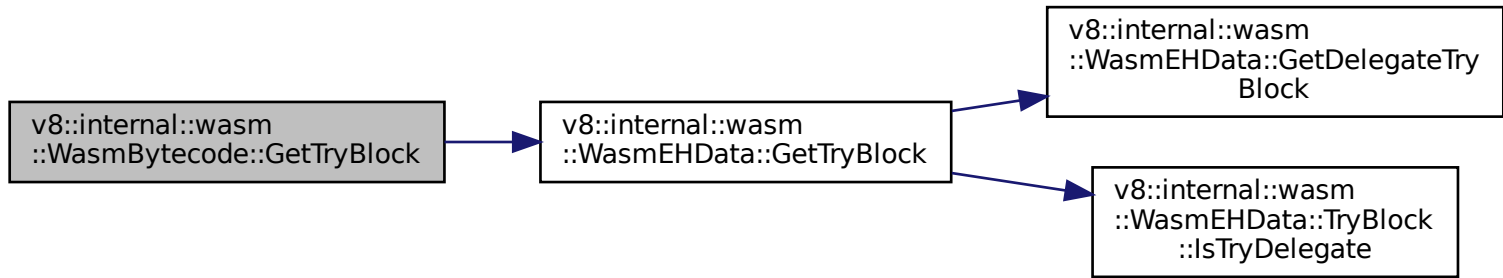 v8::internal::wasm
::WasmBytecode::GetTryBlock
v8::internal::wasm
::WasmEHData::GetTryBlock
v8::internal::wasm
::WasmEHData::GetDelegateTry
Block
v8::internal::wasm
::WasmEHData::TryBlock
::IsTryDelegate